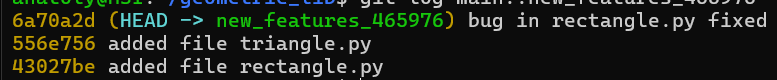 6a70a2d (HEAD -> new_features_465976) bug in rectangle.py fixed
556e756 added file triangle.py
43027be added file rectangle.py